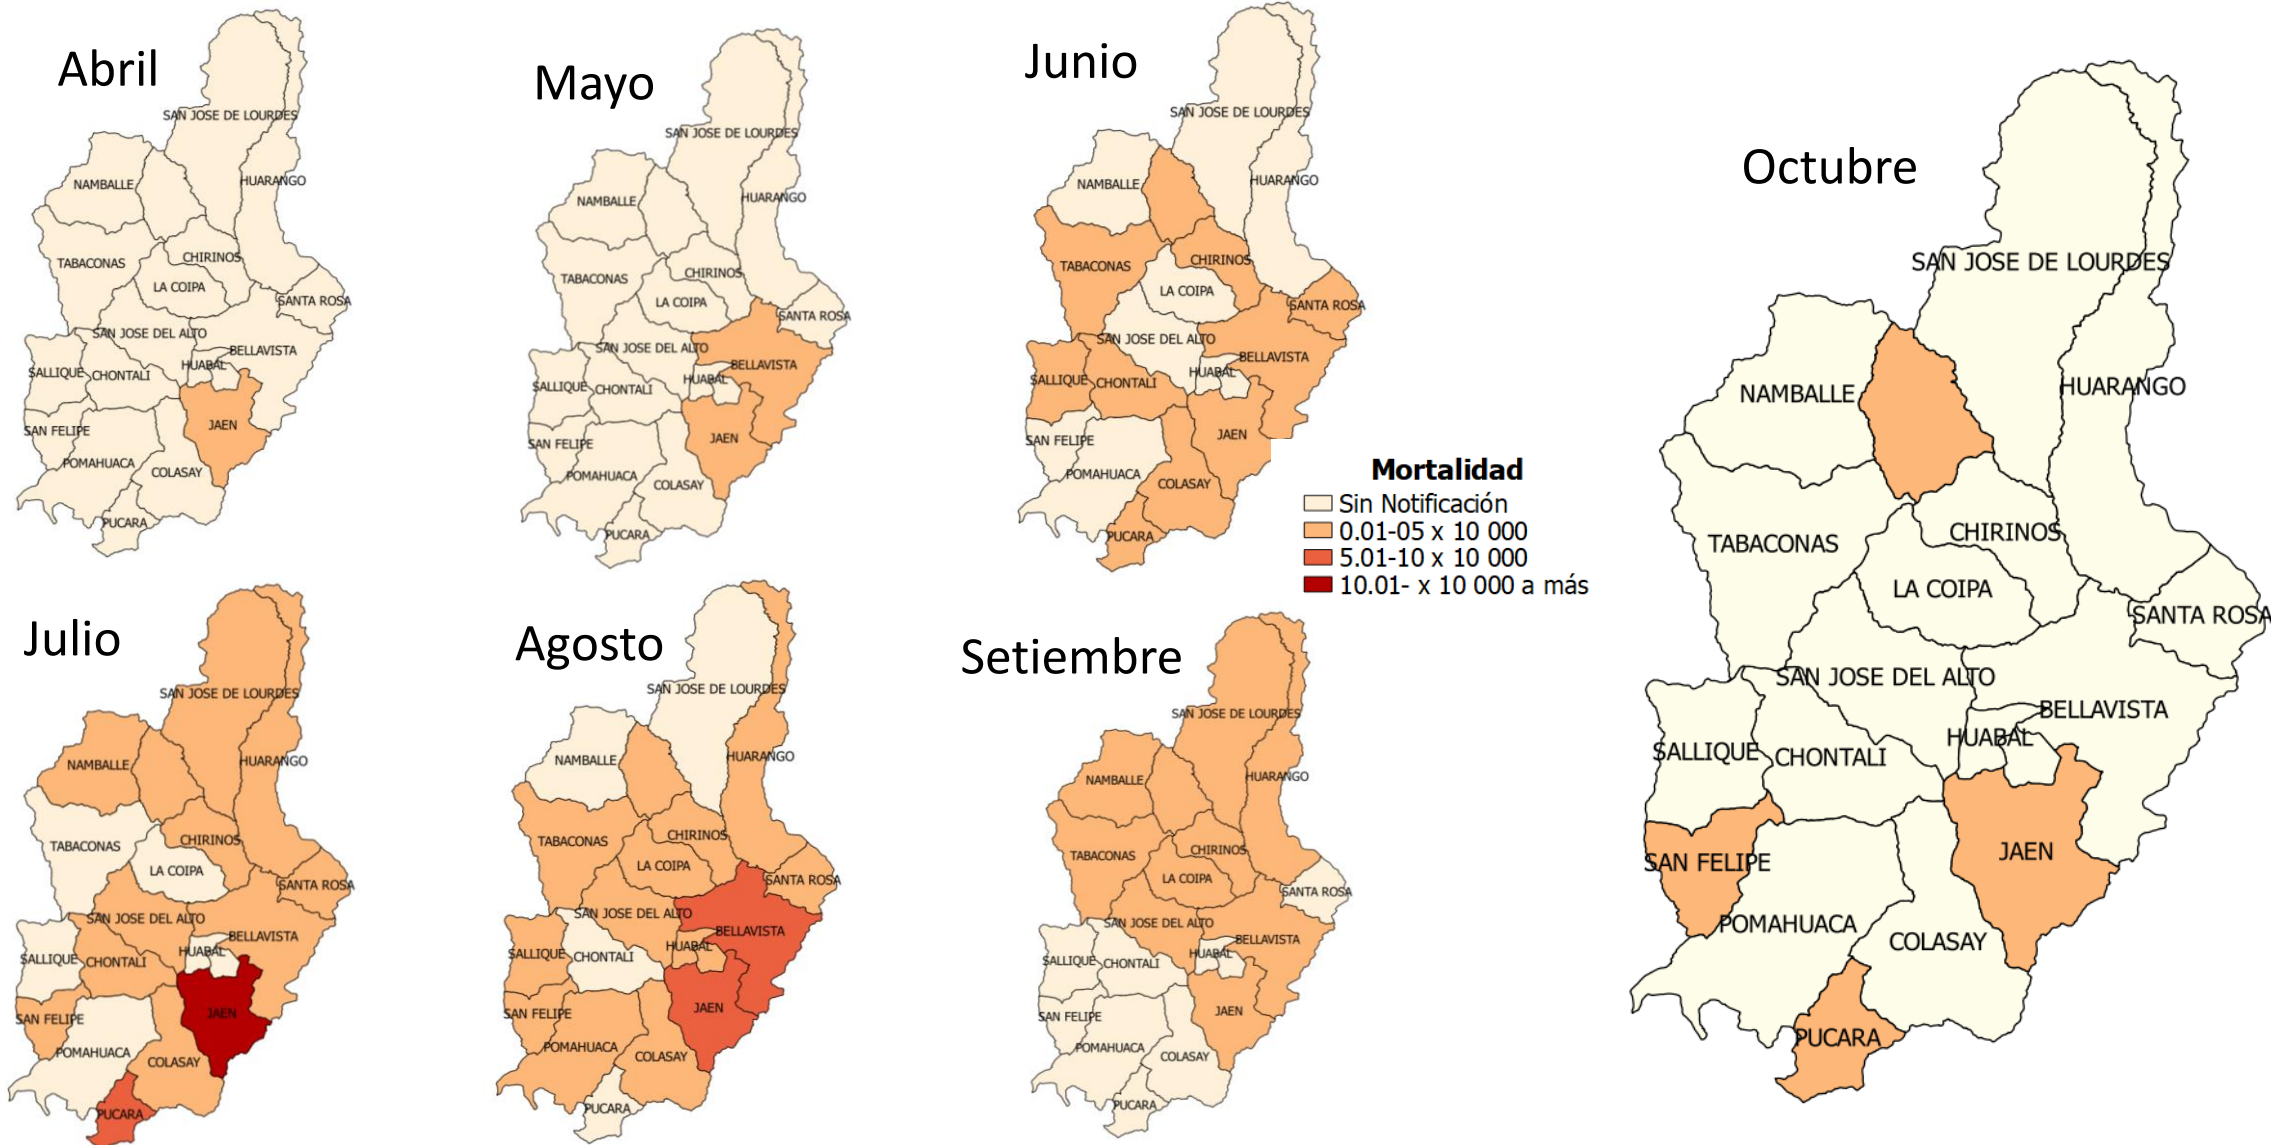 Abril
SAN JOSE DE LOURDES
NAMBALLE
HUARANGO
TABACONAS
CHIRINOS
LA COIPA
SANTA ROSA
SAN JOSE DEL ALTO
BELLAVISTA
HUABAL
SALLIQUE
CHONTALI
JAEN
SAN FELIPE
POMAHUACA
COLASAY
PUCARA
Mayo
SAN JOSE DE LOURDES
NAMBALLE
HUARANGO
TABACONAS
CHIRINOS
LA COIPA
SANTA ROSA
SAN JOSE DEL ALTO
BELLAVISTA
HUABAL
SALLIQUE
CHONTALI
JAEN
SAN FELIPE
POMAHUACA
COLASAY
PUCARA
Junio
SAN JOSE DE LOURDES
NAMBALLE
HUARANGO
TABACONAS
CHIRINOS
LA COIPA
SANTA ROSA
SAN JOSE DEL ALTO
BELLAVISTA
HUABAL
SALLIQUE
CHONTALI
JAEN
SAN FELIPE
POMAHUACA
COLASAY
PUCARA
Mortalidad
Sin Notificación
0.01-05 x 10 000
5.01-10 x 10 000
10.01- x 10 000 a más
Julio
SAN JOSE DE LOURDES
NAMBALLE
HUARANGO
TABACONAS
CHIRINOS
LA COIPA
SANTA ROSA
SAN JOSE DEL ALTO
BELLAVISTA
HUABAL
SALLIQUE
CHONTALI
JAEN
SAN FELIPE
POMAHUACA
COLASAY
PUCARA
Agosto
SAN JOSE DE LOURDES
NAMBALLE
HUARANGO
TABACONAS
CHIRINOS
LA COIPA
SANTA ROSA
SAN JOSE DEL ALTO
BELLAVISTA
HUABAL
SALLIQUE
CHONTALI
JAEN
SAN FELIPE
POMAHUACA
COLASAY
PUCARA
Setiembre
SAN JOSE DE LOURDES
NAMBALLE
HUARANGO
TABACONAS
CHIRINOS
LA COIPA
SANTA ROSA
SAN JOSE DEL ALTO
BELLAVISTA
HUABAL
SALLIQUE
CHONTALI
JAEN
SAN FELIPE
POMAHUACA
COLASAY
PUCARA
Octubre
SAN JOSE DE LOURDES
NAMBALLE
HUARANGO
TABACONAS
CHIRINOS
LA COIPA
SANTA ROSA
SAN JOSE DEL ALTO
BELLAVISTA
HUABAL
SALLIQUE
CHONTALI
JAEN
SAN FELIPE
POMAHUACA
COLASAY
PUCARA